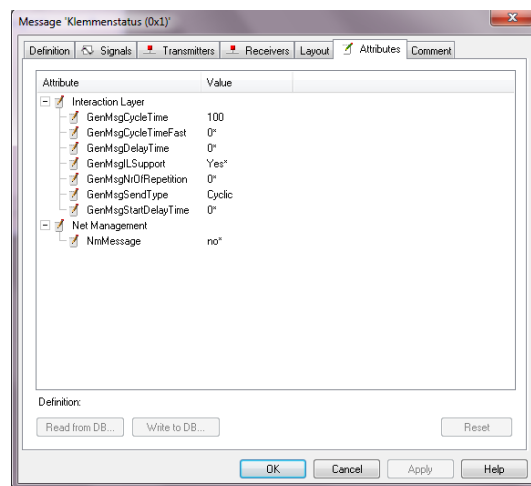 Message 'Klemmenstatus (0x1)'
Definition Signals Transmitters Receivers Layout Attributes Comment
Attribute Value
Interaction Layer
GenMsgCycleTime 100
GenMsgCycleTimeFast 0*
GenMsgDelayTime 0*
GenMsgILSupport Yes*
GenMsgNrOfRepetition 0*
GenMsgSendType Cyclic
GenMsgStartDelayTime 0*
Net Management
NmMessage no*
Definition:
Read from DB... Write to DB... Reset
OK Cancel Apply Help